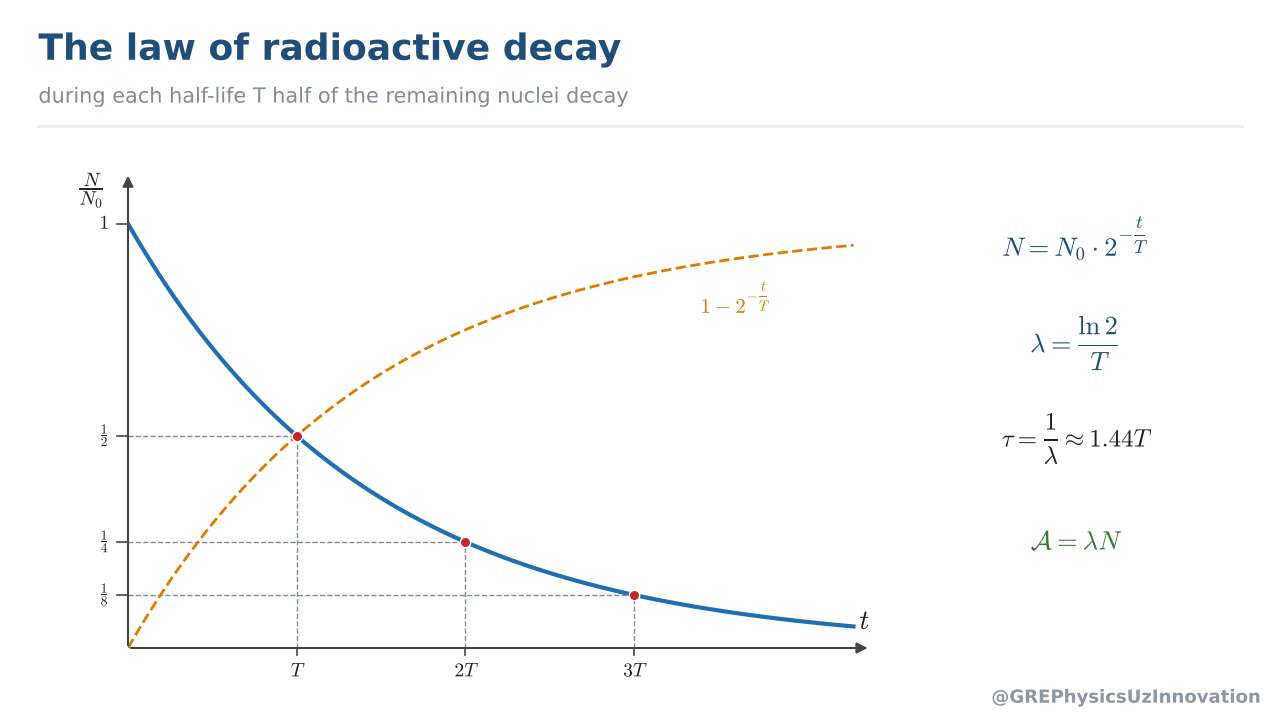 The law of radioactive decay
during each half-life T half of the remaining nuclei decay
N/N₀
1
1/2
1/4
1/8
T
2T
3T
t
1 − 2^(−t/T)
N = N₀ · 2^(−t/T)
λ = ln 2/T
τ = 1/λ ≈ 1.44T
𝒜 = λN
@GREPhysicsUzInnovation